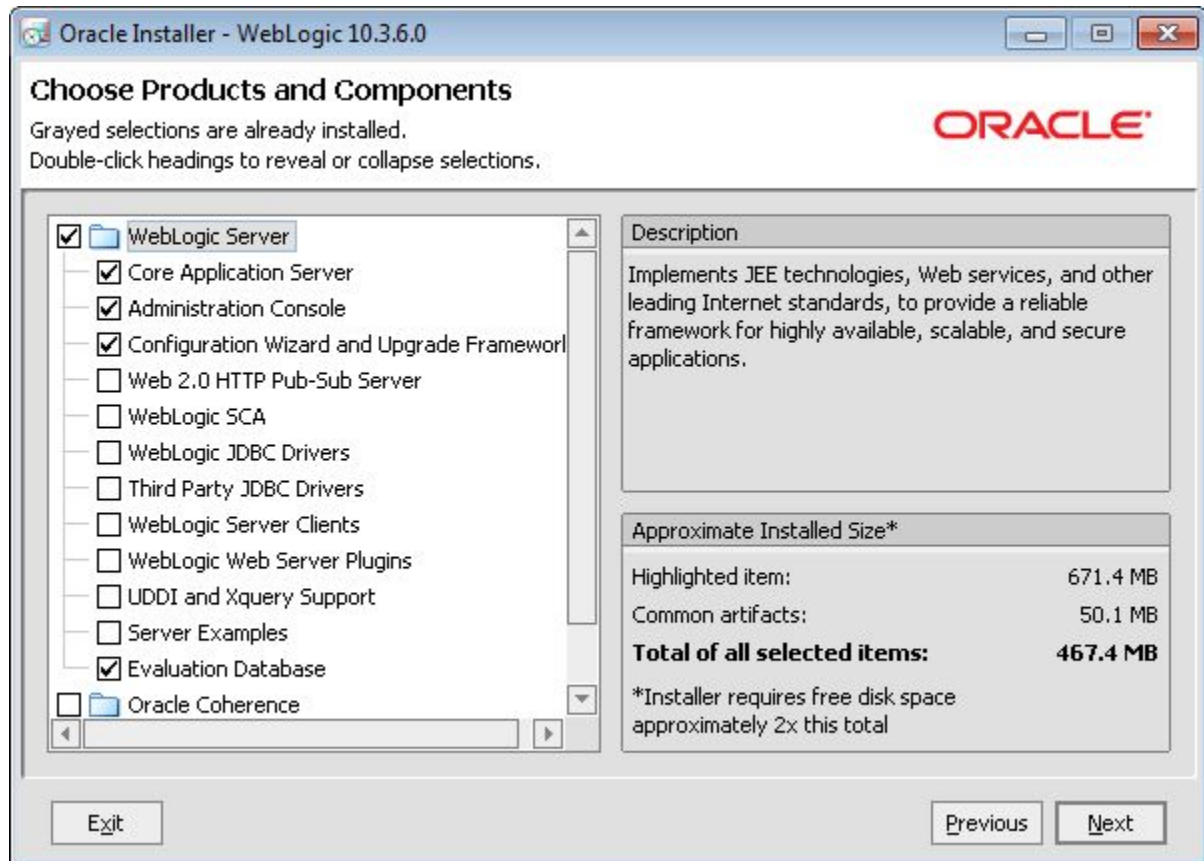 Oracle Installer - WebLogic 10.3.6.0
Choose Products and Components
Grayed selections are already installed.
Double-click headings to reveal or collapse selections.
ORACLE
WebLogic Server
Core Application Server
Administration Console
Configuration Wizard and Upgrade Framework
Web 2.0 HTTP Pub-Sub Server
WebLogic SCA
WebLogic JDBC Drivers
Third Party JDBC Drivers
WebLogic Server Clients
WebLogic Web Server Plugins
UDDI and Xquery Support
Server Examples
Evaluation Database
Oracle Coherence
Description
Implements JEE technologies, Web services, and other
leading Internet standards, to provide a reliable
framework for highly available, scalable, and secure
applications.
Approximate Installed Size*
Highlighted item: 671.4 MB
Common artifacts: 50.1 MB
Total of all selected items: 467.4 MB
*Installer requires free disk space
approximately 2x this total
Exit
Previous
Next